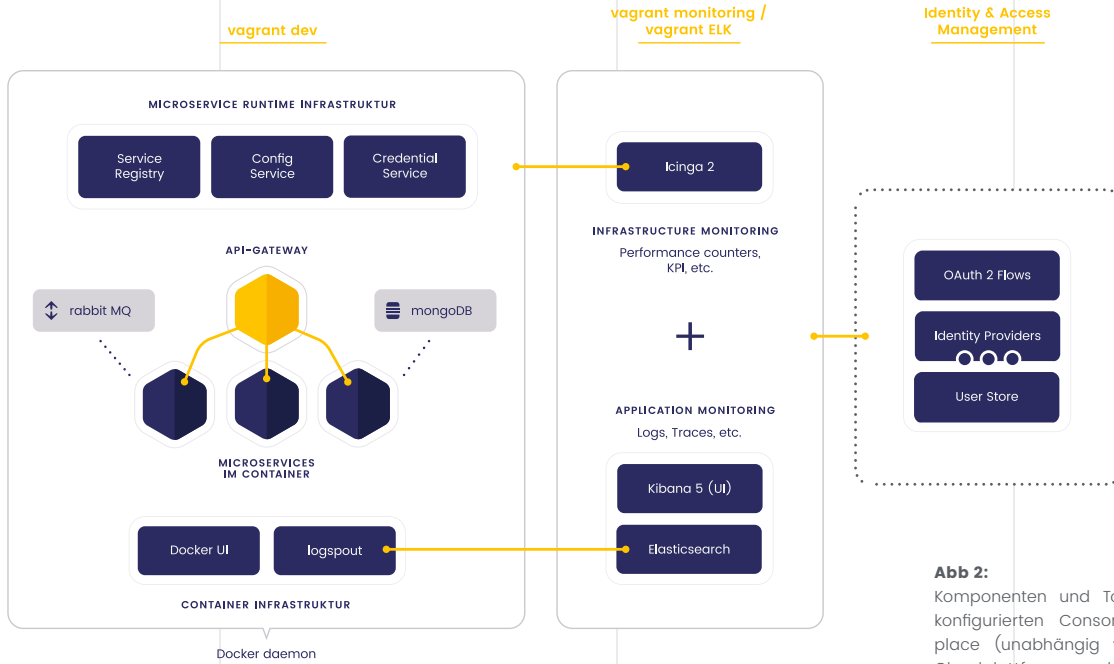 vagrant dev
vagrant monitoring /
vagrant ELK
Identity & Access
Management
MICROSERVICE RUNTIME INFRASTRUKTUR
Service
Registry
Config
Service
Credential
Service
API-GATEWAY
rabbit MQ
mongoDB
MICROSERVICES
IM CONTAINER
Docker UI
logspout
CONTAINER INFRASTRUKTUR
Docker daemon
Icinga 2
INFRASTRUCTURE MONITORING
Performance counters,
KPI, etc.
+
APPLICATION MONITORING
Logs, Traces, etc.
Kibana 5 (UI)
Elasticsearch
OAuth 2 Flows
Identity Providers
User Store
Abb 2:
Komponenten und
konfigurierten
place (unabhängig